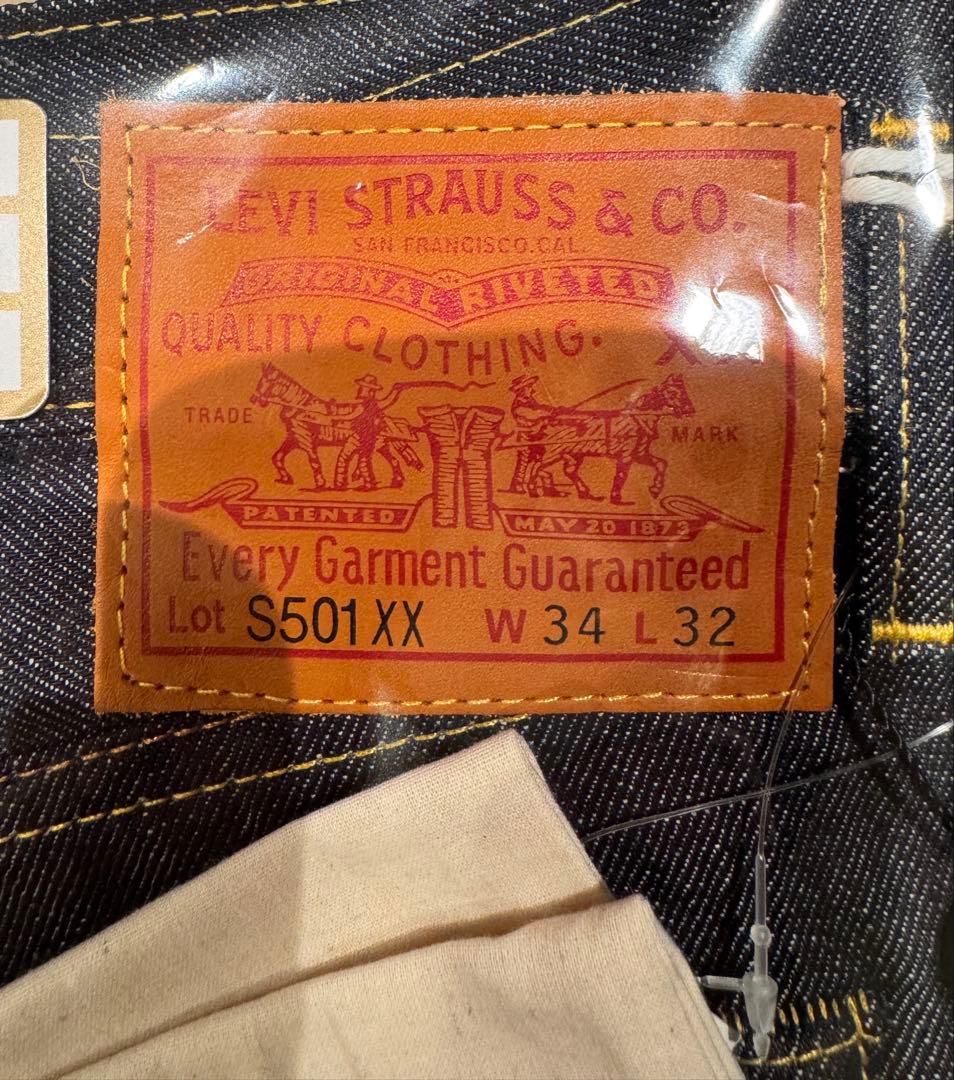 LEVI STRAUSS & CO.
SAN FRANCISCO.CAL.
ORIGINAL RIVETED
QUALITY CLOTHING.
TRADE MARK
PATENTED MAY 20 1873
Every Garment Guaranteed
Lot S501XX W 34 L 32